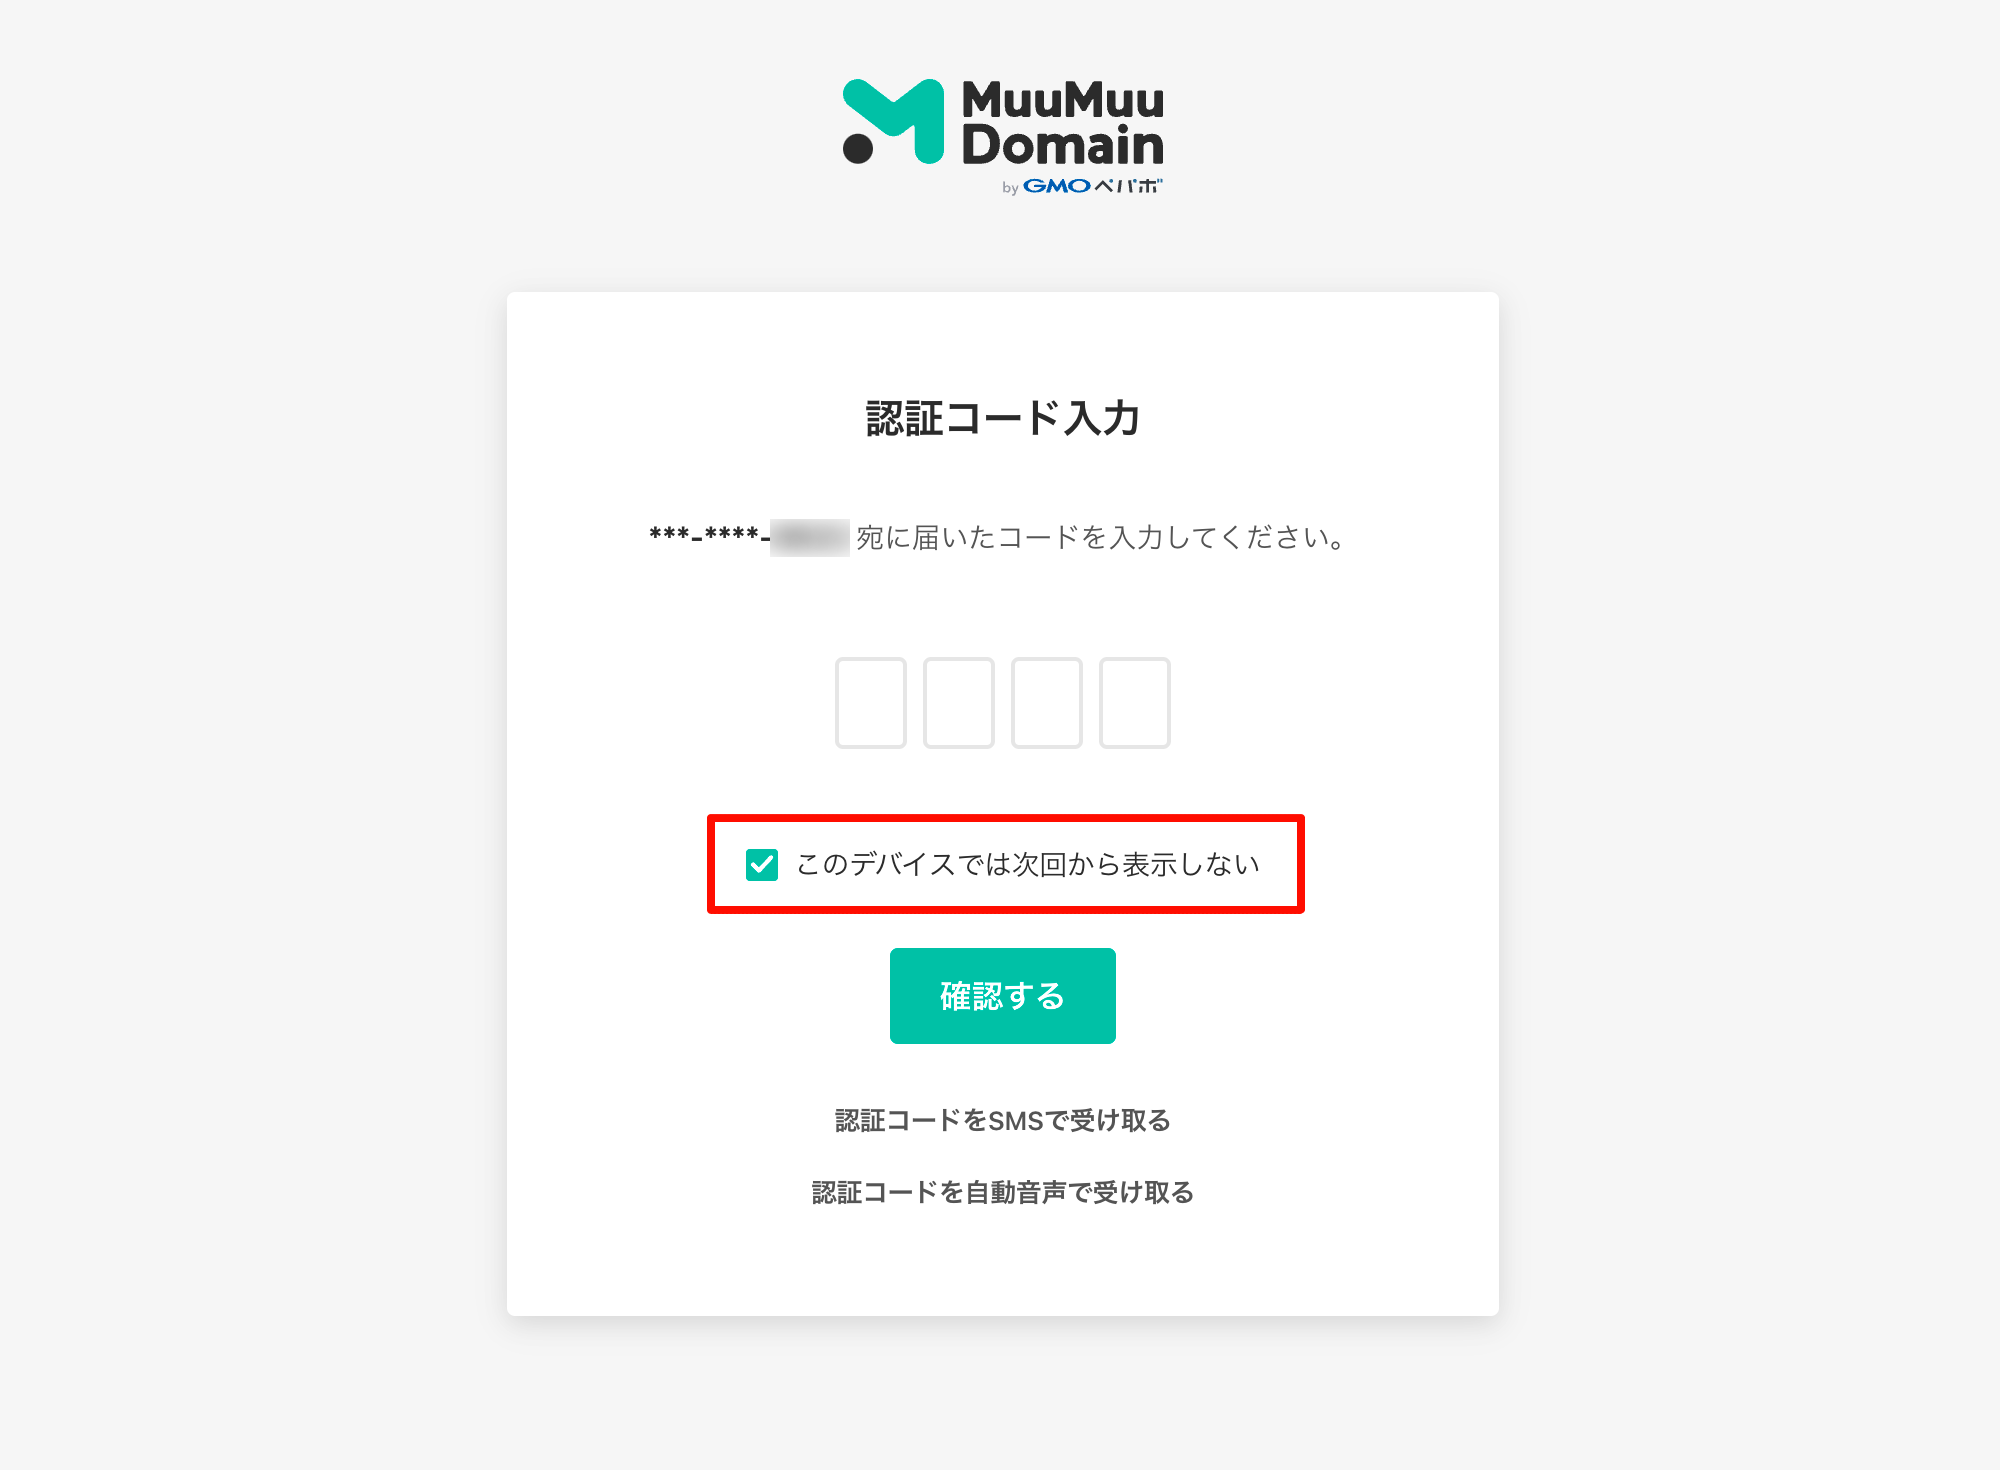 MuuMuu
Domain
by GMOペパボ
認証コード入力
***-****- 宛に届いたコードを入力してください。
このデバイスでは次回から表示しない
確認する
認証コードをSMSで受け取る
認証コードを自動音声で受け取る